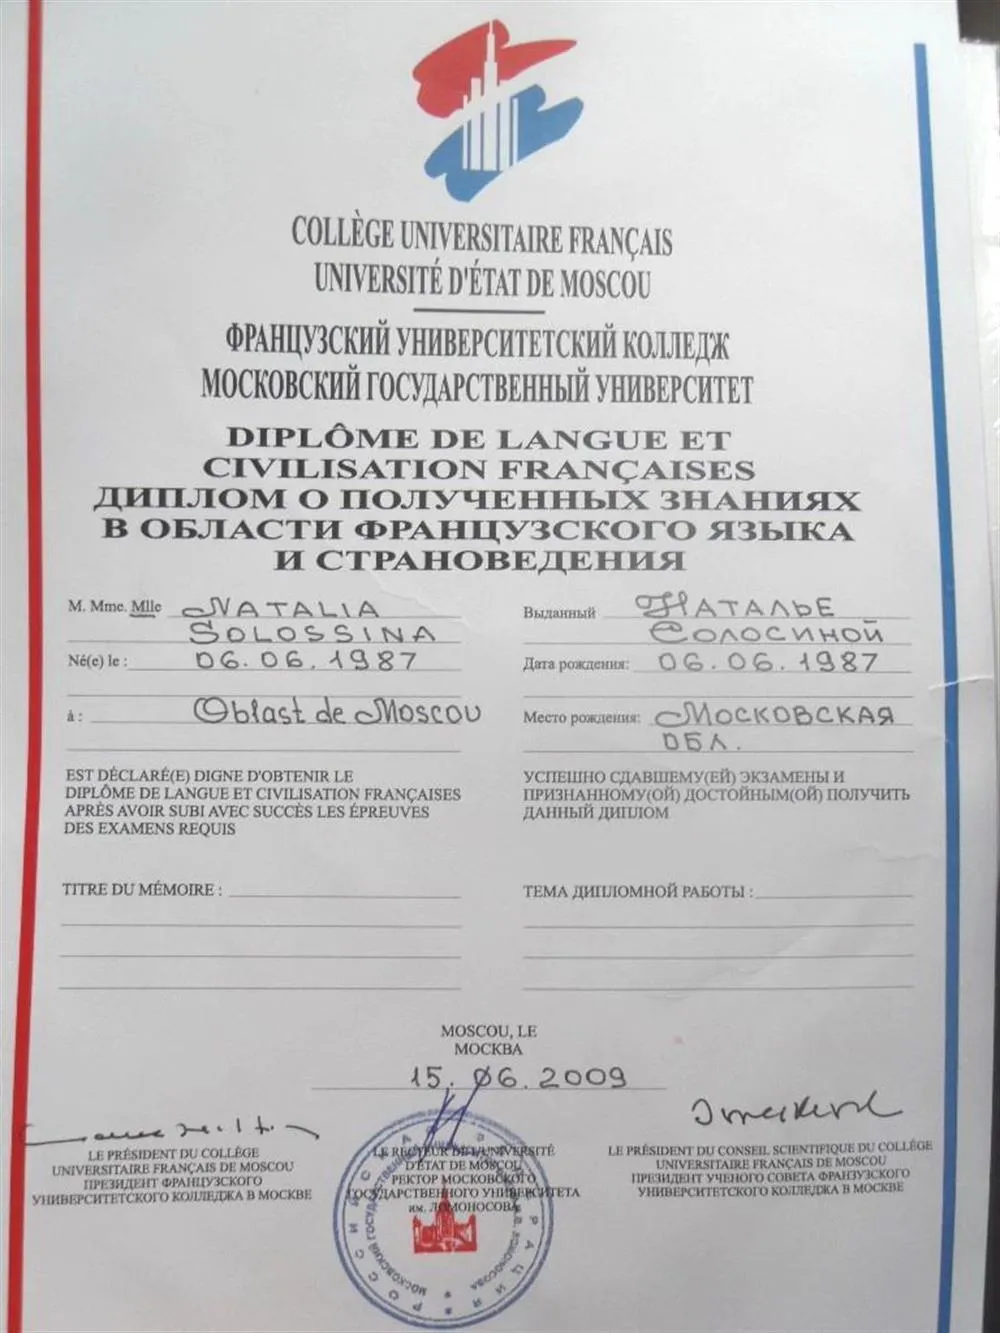 COLLÈGE UNIVERSITAIRE FRANÇAIS
UNIVERSITÉ D'ÉTAT DE MOSCOU
ФРАНЦУЗСКИЙ УНИВЕРСИТЕТСКИЙ КОЛЛЕДЖ
МОСКОВСКИЙ ГОСУДАРСТВЕННЫЙ УНИВЕРСИТЕТ
DIPLÔME DE LANGUE ET
CIVILISATION FRANÇAISES
ДИПЛОМ О ПОЛУЧЕННЫХ ЗНАНИЯХ
В ОБЛАСТИ ФРАНЦУЗСКОГО ЯЗЫКА
И СТРАНОВЕДЕНИЯ
M. Mme. Mlle NATALIA
SOLOSSINA
Né(e) le : 06.06.1987
à : Oblast de Moscou
Выданный НАТАЛЬЕ
СОЛОСИНОЙ
Дата рождения: 06.06.1987
Место рождения: МОСКОВСКАЯ
ОБЛ.
EST DÉCLARÉ(E) DIGNE D'OBTENIR LE
DIPLÔME DE LANGUE ET CIVILISATION FRANÇAISES
APRÈS AVOIR SUBI AVEC SUCCÈS LES ÉPREUVES
DES EXAMENS REQUIS
УСПЕШНО СДАВШЕМУ(ЕЙ) ЭКЗАМЕНЫ И
ПРИЗНАННОМУ(ОЙ) ДОСТОЙНЫМ(ОЙ) ПОЛУЧИТЬ
ДАННЫЙ ДИПЛОМ
TITRE DU MÉMOIRE :
ТЕМА ДИПЛОМНОЙ РАБОТЫ :
MOSCOU, LE
МОСКВА
15.06.2009
LE PRÉSIDENT DU COLLÈGE
UNIVERSITAIRE FRANÇAIS DE MOSCOU
ПРЕЗИДЕНТ ФРАНЦУЗСКОГО
УНИВЕРСИТЕТСКОГО КОЛЛЕДЖА В МОСКВЕ
LE RECTEUR DE L'UNIVERSITÉ
D'ÉTAT DE MOSCOU
РЕКТОР МОСКОВСКОГО
ГОСУДАРСТВЕННОГО УНИВЕРСИТЕТА
им. ЛОМОНОСОВА
LE PRÉSIDENT DU CONSEIL SCIENTIFIQUE DU COLLÈGE
UNIVERSITAIRE FRANÇAIS DE MOSCOU
ПРЕЗИДЕНТ УЧЕНОГО СОВЕТА ФРАНЗУЗСКОГО
УНИВЕРСИТЕТСКОГО КОЛЛЕДЖА В МОСКВЕ
РОССИЙСКАЯ ФЕДЕРАЦИЯ